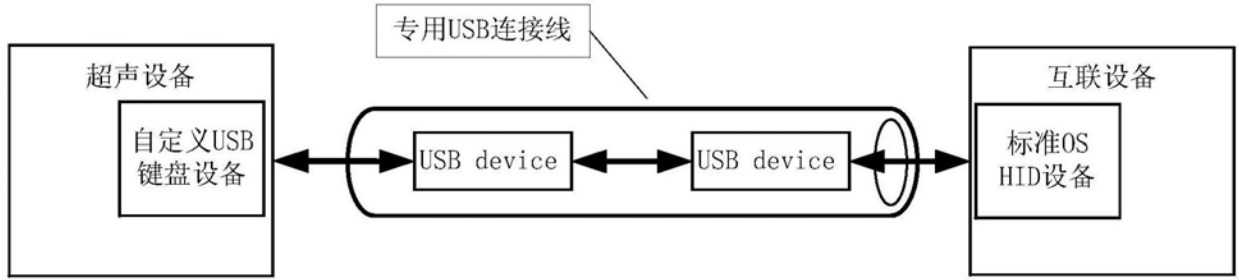 专用USB连接线
超声设备
自定义USB
键盘设备
USB device
USB device
互联设备
标准OS
HID设备